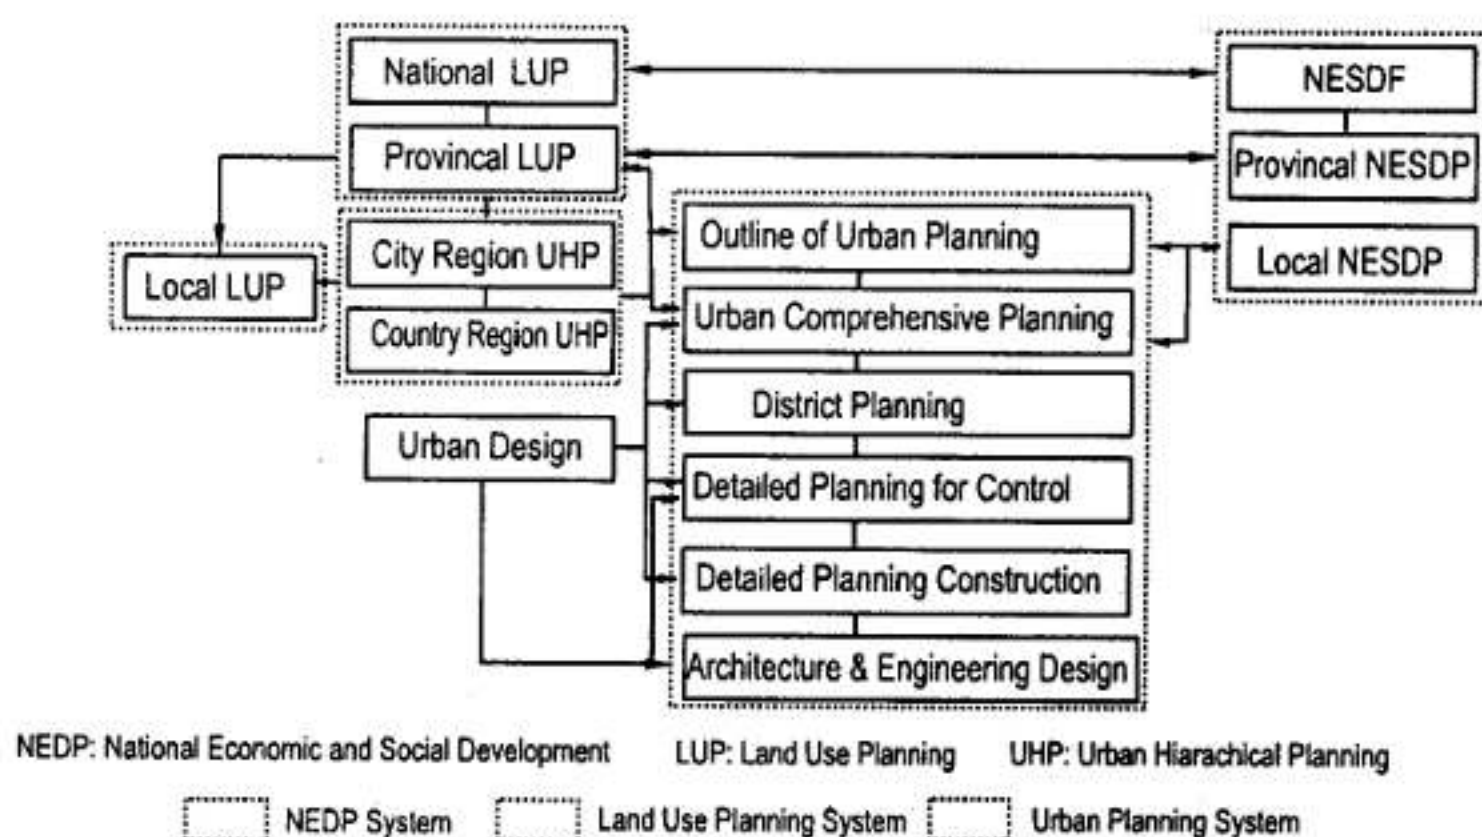 National LUP
NESDF
Provincal LUP
Provincal NESDP
Outline of Urban Planning
City Region UHP
Local NESDP
Local LUP
Urban Comprehensive Planning
Country Region UHP
District Planning
Urban Design
Detailed Planning for Control
Detailed Planning Construction
Architecture & Engineering Design
NEDP: National Economic and Social Development LUP: Land Use Planning UHP: Urban Hiarachical Planning
NEDP System Land Use Planning System Urban Planning System